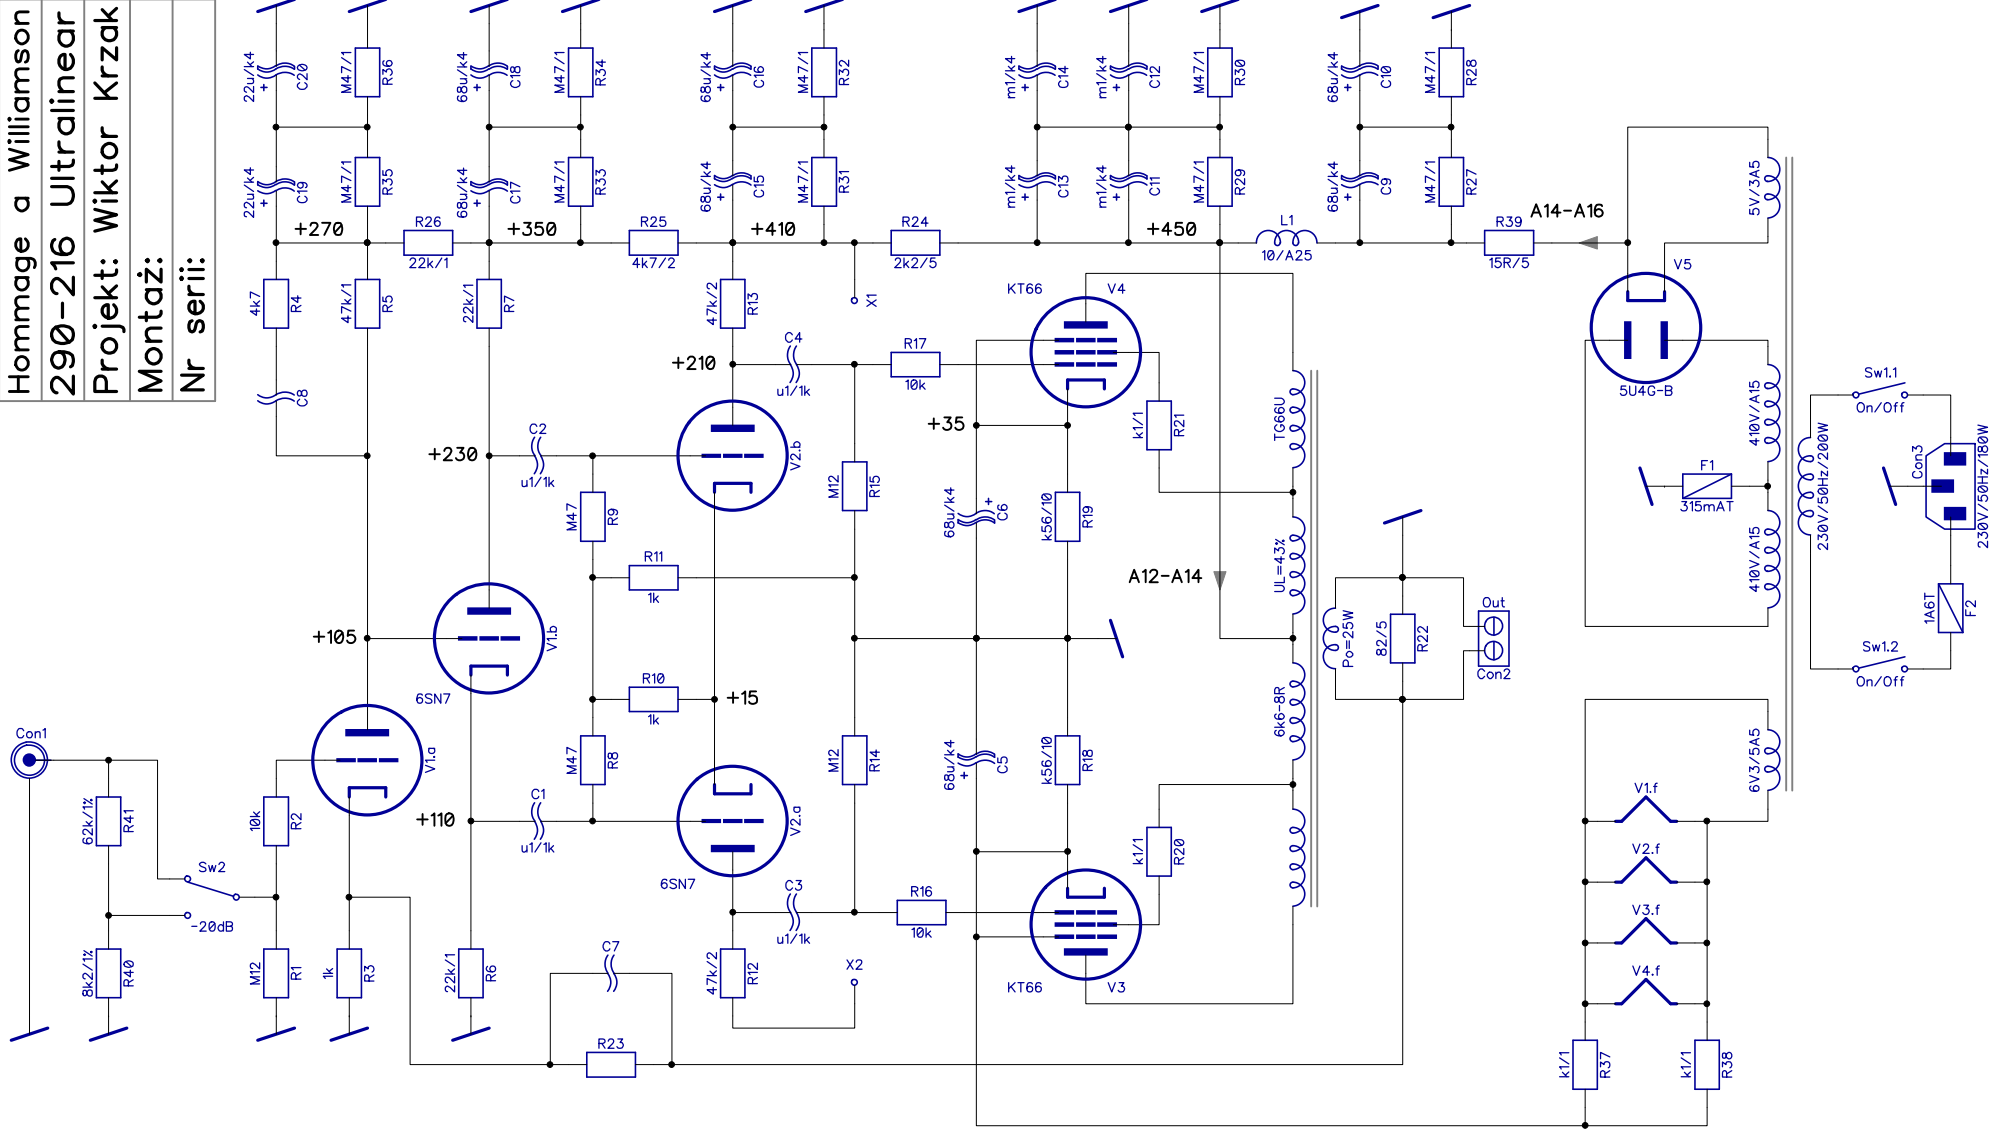 Hommage a Williamson
290-216 Ultralinear
Projekt: Wiktor Krzak
Montaż:
Nr serii:
22u/k4 + C20
M47/1 R36
68u/k4 + C18
M47/1 R34
68u/k4 + C16
M47/1 R32
m1/k4 + C14
m1/k4 + C12
M47/1 R30
68u/k4 + C10
M47/1 R28
22u/k4 + C19
M47/1 R35
68u/k4 + C17
M47/1 R33
68u/k4 + C15
M47/1 R31
m1/k4 + C13
m1/k4 + C11
M47/1 R29
68u/k4 + C9
M47/1 R27
5V/3A5
+270
R26
22k/1
+350
R25
4k7/2
+410
R24
2k2/5
+450
L1
10/A25
A14-A16
R39
15R/5
V5
5U4G-B
4k7 R4
47k/1 R5
22k/1 R7
47k/2 R13
X1
KT66
V4
C8
+210
C4
u1/1k
R17
10k
+35
k1/1 R21
TG66U
410V/A15
Sw1.1
On/Off
+230
C2
u1/1k
V2.b
M12 R15
M47 R9
68u/k4 + C6
k56/10 R19
UL=43%
F1
315mAT
230V/50Hz/200W
Con3
230V/50Hz/180W
410V/A15
R11
1k
A12-A14
1A6T F2
+105
V1.b
6SN7
Po=25W
82/5 R22
Out
Con2
Sw1.2
On/Off
R10
1k
+15
6k6-8R
Con1
V1.a
M47 R8
M12 R14
68u/k4 + C5
k56/10 R18
6V3/5A5
62k/1% R41
10k R2
+110
C1
u1/1k
V2.a
6SN7
k1/1 R20
V1.f
Sw2
-20dB
C3
u1/1k
R16
10k
V2.f
V3.f
8k2/1% R40
M12 R1
1k R3
22k/1 R6
C7
47k/2 R12
X2
KT66
V3
V4.f
R23
k1/1 R37
k1/1 R38